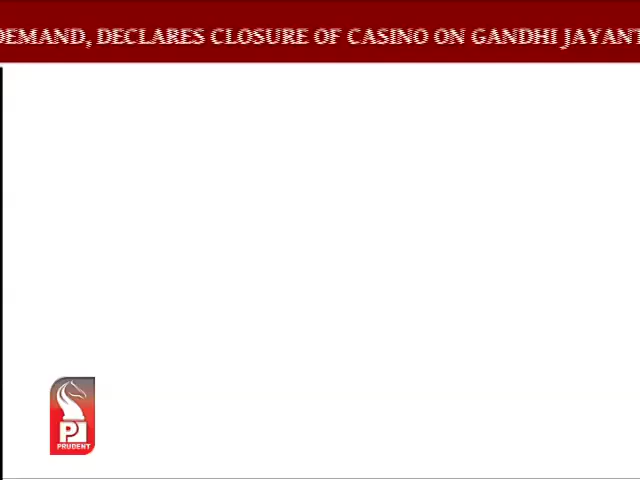 DEMAND, DECLARES CLOSURE OF CASINO ON GANDHI JAYANT
P
PRUDENT